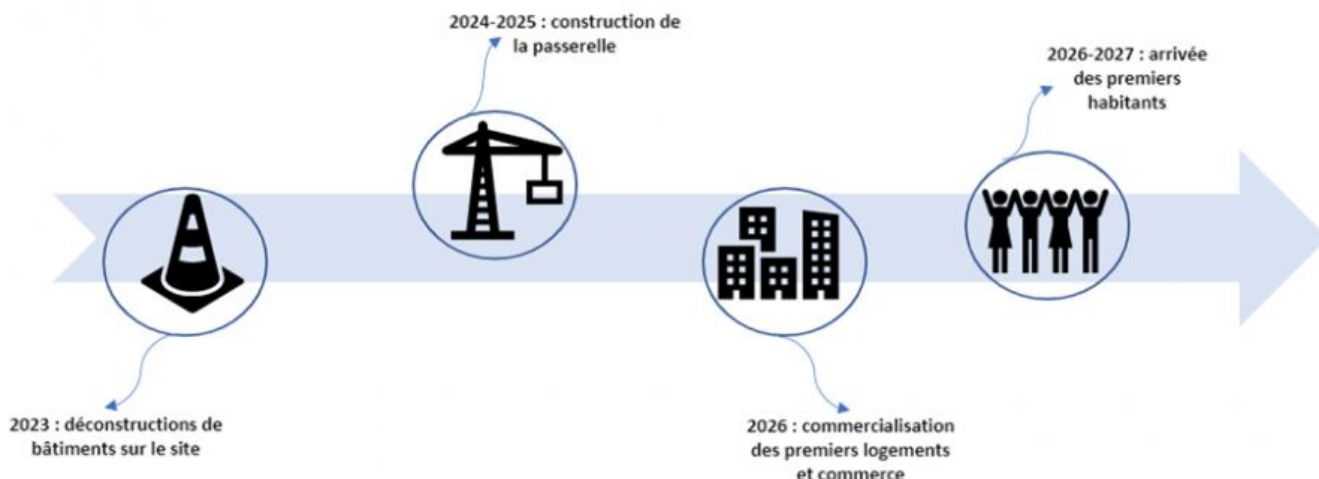 2024-2025 : construction de
la passerelle
2026-2027 : arrivée
des premiers
habitants
2023 : déconstructions de
bâtiments sur le site
2026 : commercialisation
des premiers logements
et commerce